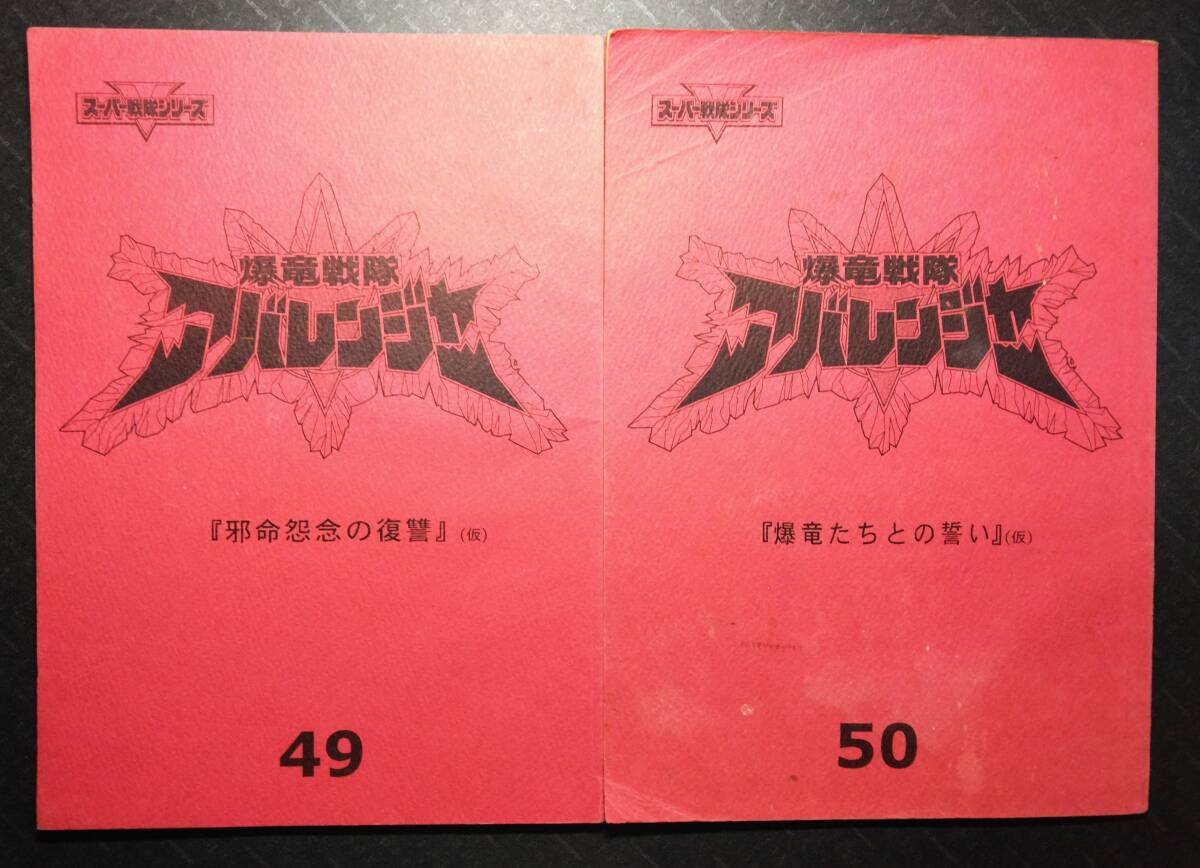 スーパー戦隊シリーズ
爆竜戦隊
アバレンジャー
『邪命怨念の復讐』(仮)
49
スーパー戦隊シリーズ
爆竜戦隊
アバレンジャー
『爆竜たちとの誓い』(仮)
50